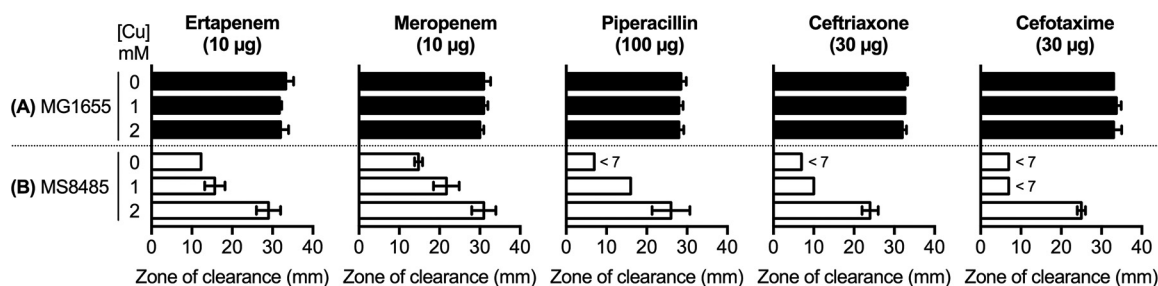 Ertapenem Meropenem Piperacillin Ceftriaxone Cefotaxime
[Cu] (10 µg) (10 µg) (100 µg) (30 µg) (30 µg)
mM
0
(A) MG1655 1
2
0 < 7 < 7 < 7
(B) MS8485 1 < 7
2
0 10 20 30 40 0 10 20 30 40 0 10 20 30 40 0 10 20 30 40 0 10 20 30 40
Zone of clearance (mm) Zone of clearance (mm) Zone of clearance (mm) Zone of clearance (mm) Zone of clearance (mm)